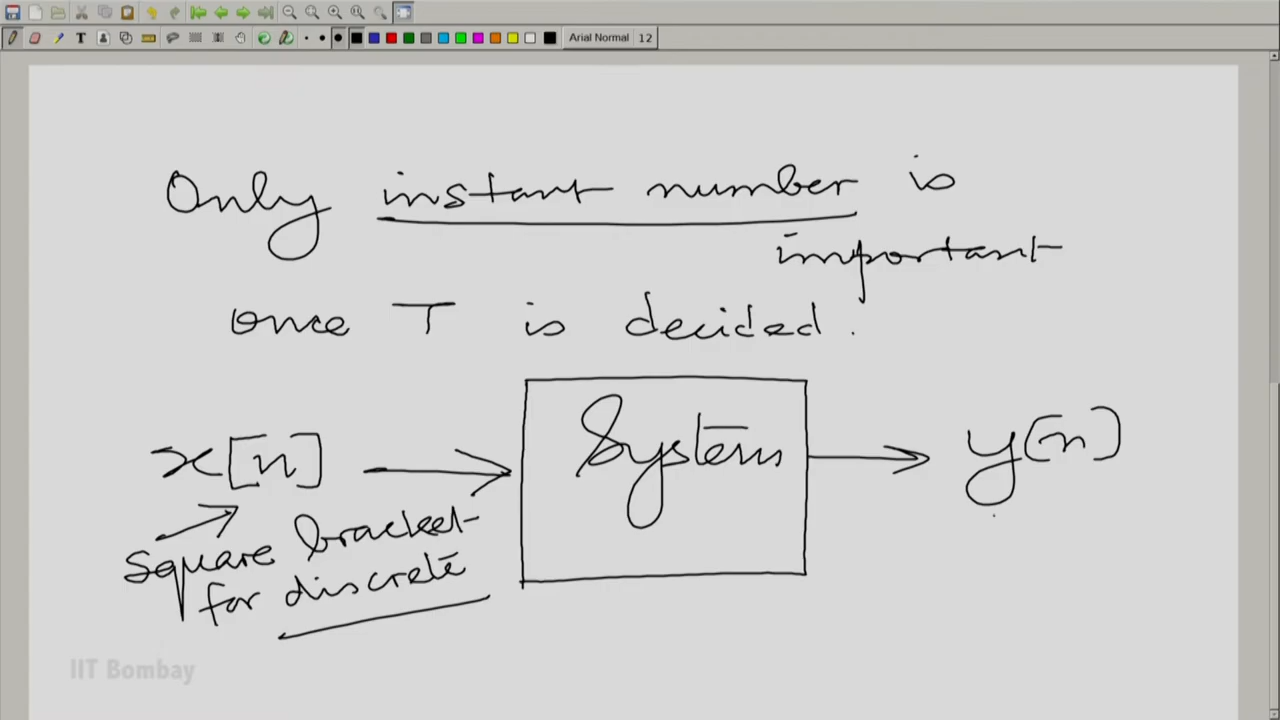 Arial Normal 12
Only instant number is
important
once T is decided.
x[n] → System → y[n]
Square bracket
for discrete
IIT Bombay